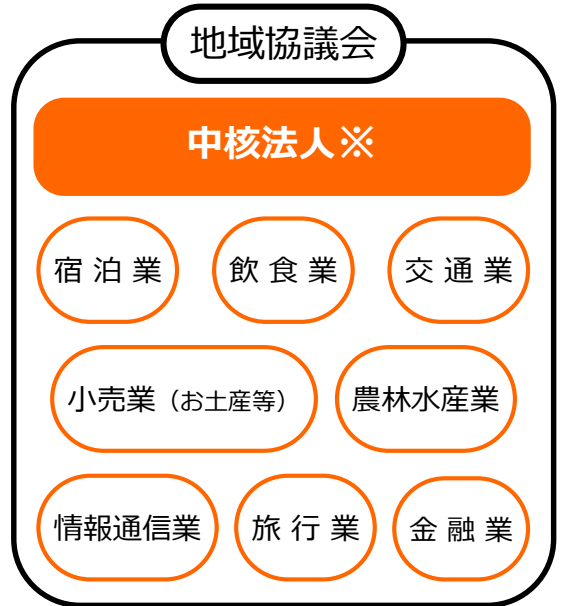 地域協議会
中核法人※
宿泊業
飲食業
交通業
小売業（お土産等）
農林水産業
情報通信業
旅行業
金融業